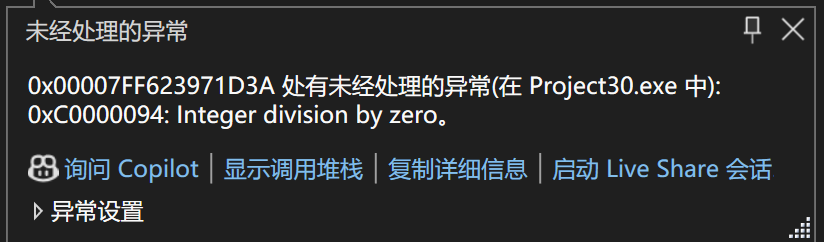 未经处理的异常
0x00007FF623971D3A 处有未经处理的异常(在 Project30.exe 中):
0xC0000094: Integer division by zero。
询问 Copilot | 显示调用堆栈 | 复制详细信息 | 启动 Live Share 会话
异常设置